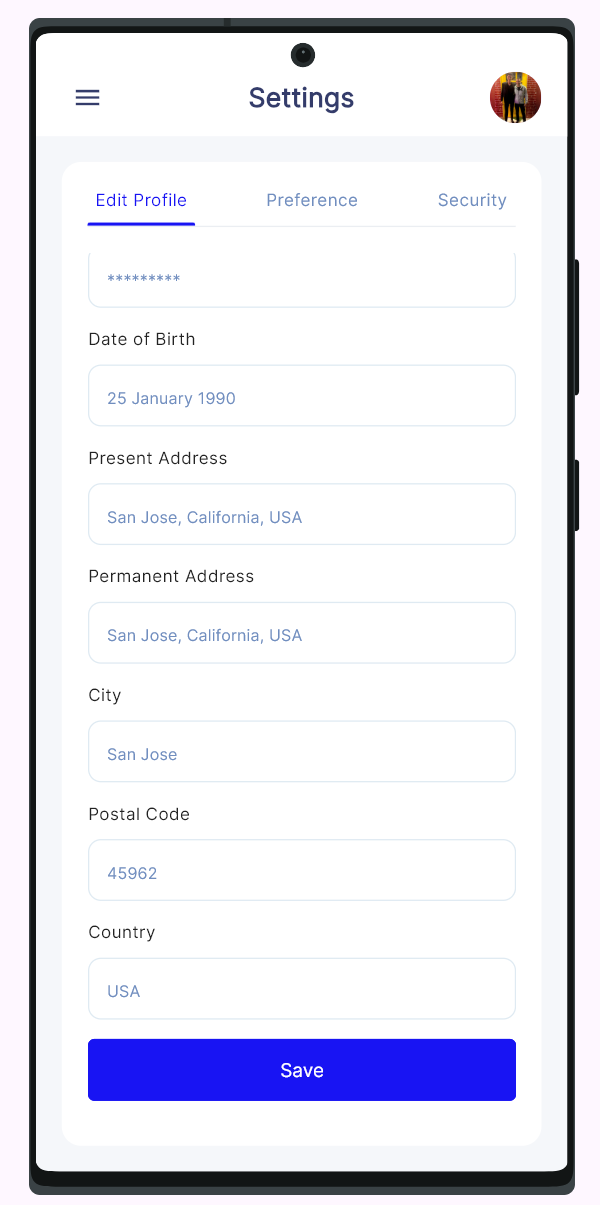 Settings
Edit Profile Preference Security
*********
Date of Birth
25 January 1990
Present Address
San Jose, California, USA
Permanent Address
San Jose, California, USA
City
San Jose
Postal Code
45962
Country
USA
Save